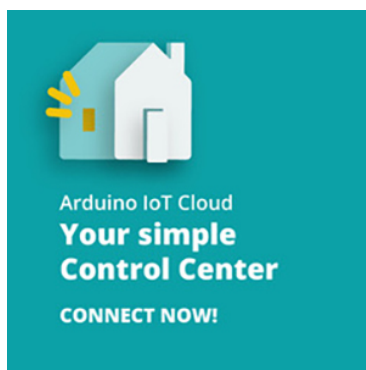 Arduino IoT Cloud
Your simple
Control Center
CONNECT NOW!